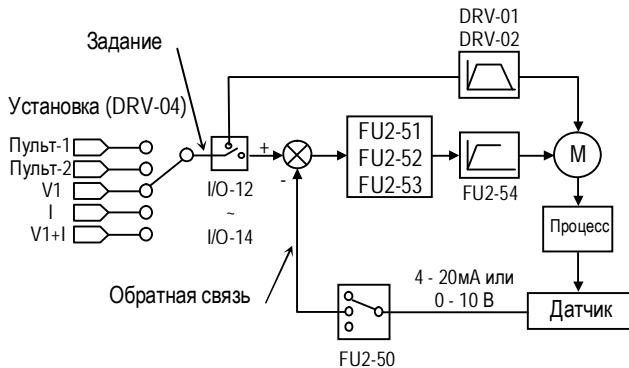 DRV-01
DRV-02
Задание
Установка (DRV-04)
Пульт-1
Пульт-2
V1
I
V1+I
I/O-12
~
I/O-14
+
-
FU2-51
FU2-52
FU2-53
FU2-54
M
Процесс
Датчик
4 - 20мА или
0 - 10 В
Обратная связь
FU2-50